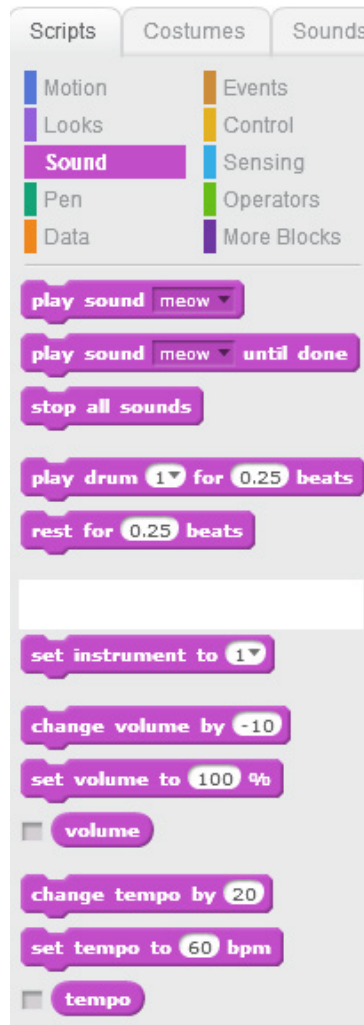 Scripts Costumes Sounds
Motion Events
Looks Control
Sound Sensing
Pen Operators
Data More Blocks
play sound meow
play sound meow until done
stop all sounds
play drum 1 for 0.25 beats
rest for 0.25 beats
set instrument to 1
change volume by -10
set volume to 100 %
volume
change tempo by 20
set tempo to 60 bpm
tempo